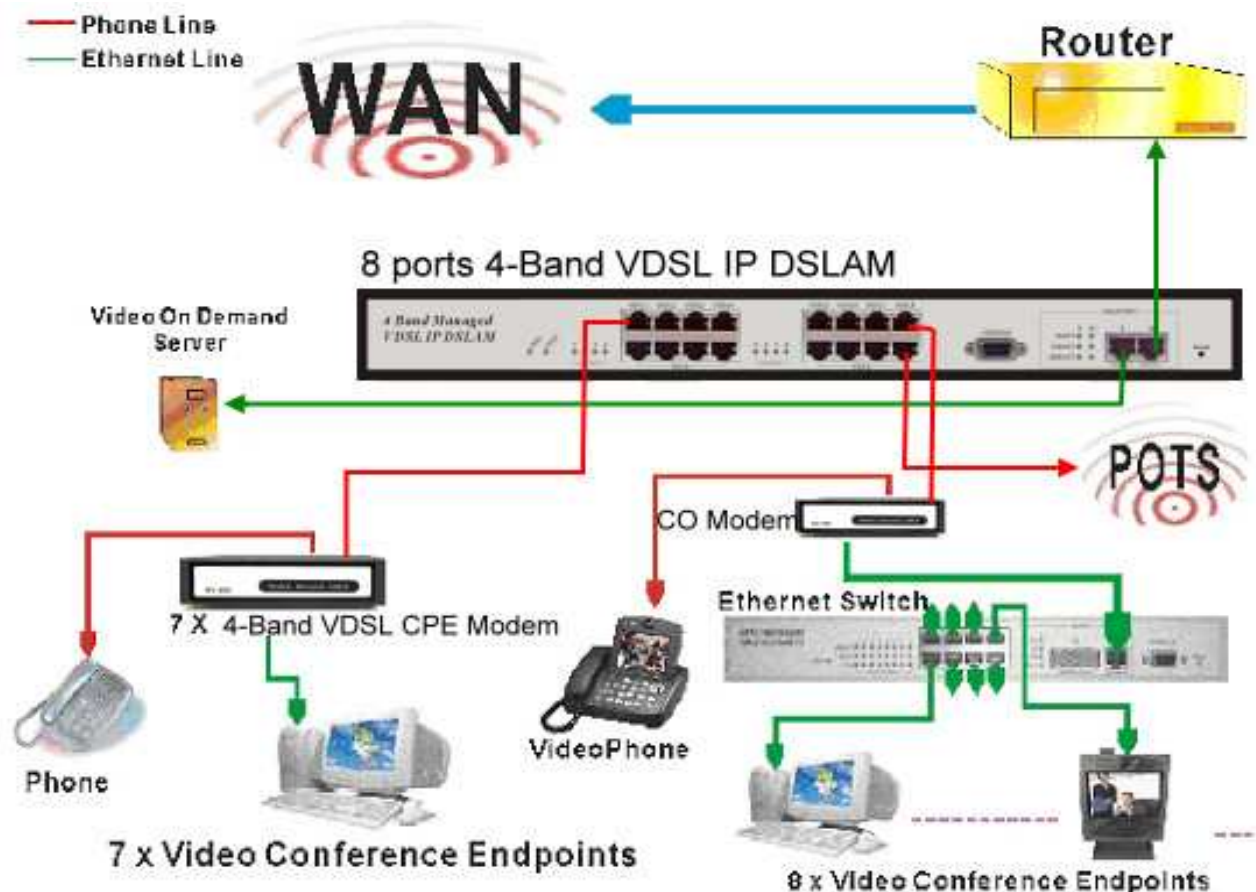 Phone Line
Ethernet Line
WAN
Router
8 ports 4-Band VDSL IP DSLAM
4 Band Managed
VDSL IP DSLAM
Video On Demand
Server
POTS
CO Modem
Ethernet Switch
7 X 4-Band VDSL CPE Modem
VideoPhone
Phone
7 x Video Conference Endpoints
8 x Video Conference Endpoints